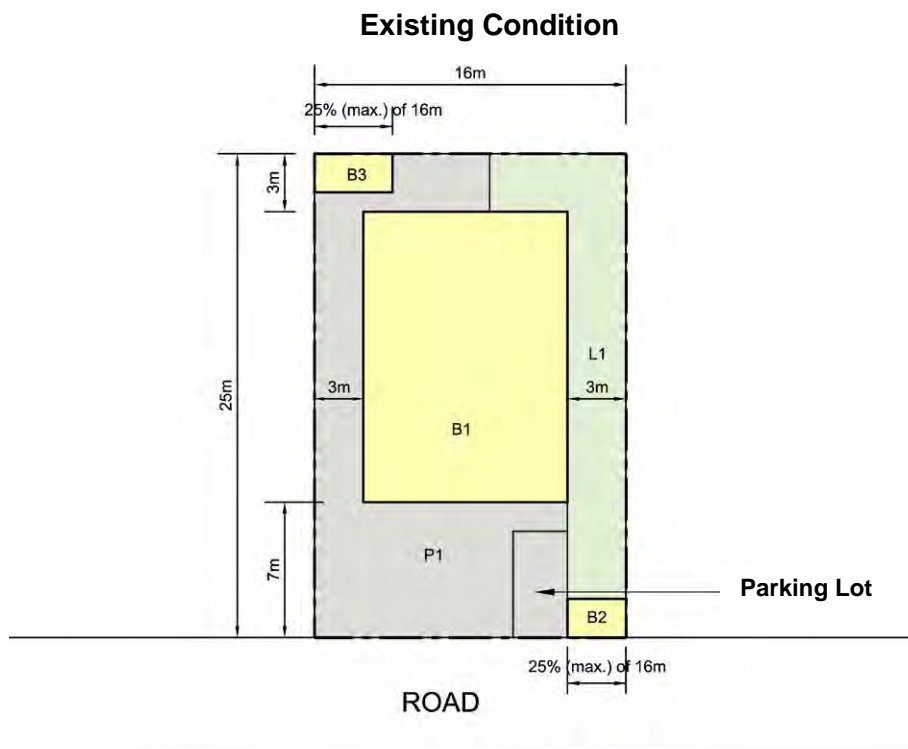 Existing Condition
16m
25% (max.) of 16m
B3
3m
25m
L1
3m
3m
B1
P1
7m
Parking Lot
B2
25% (max.) of 16m
ROAD